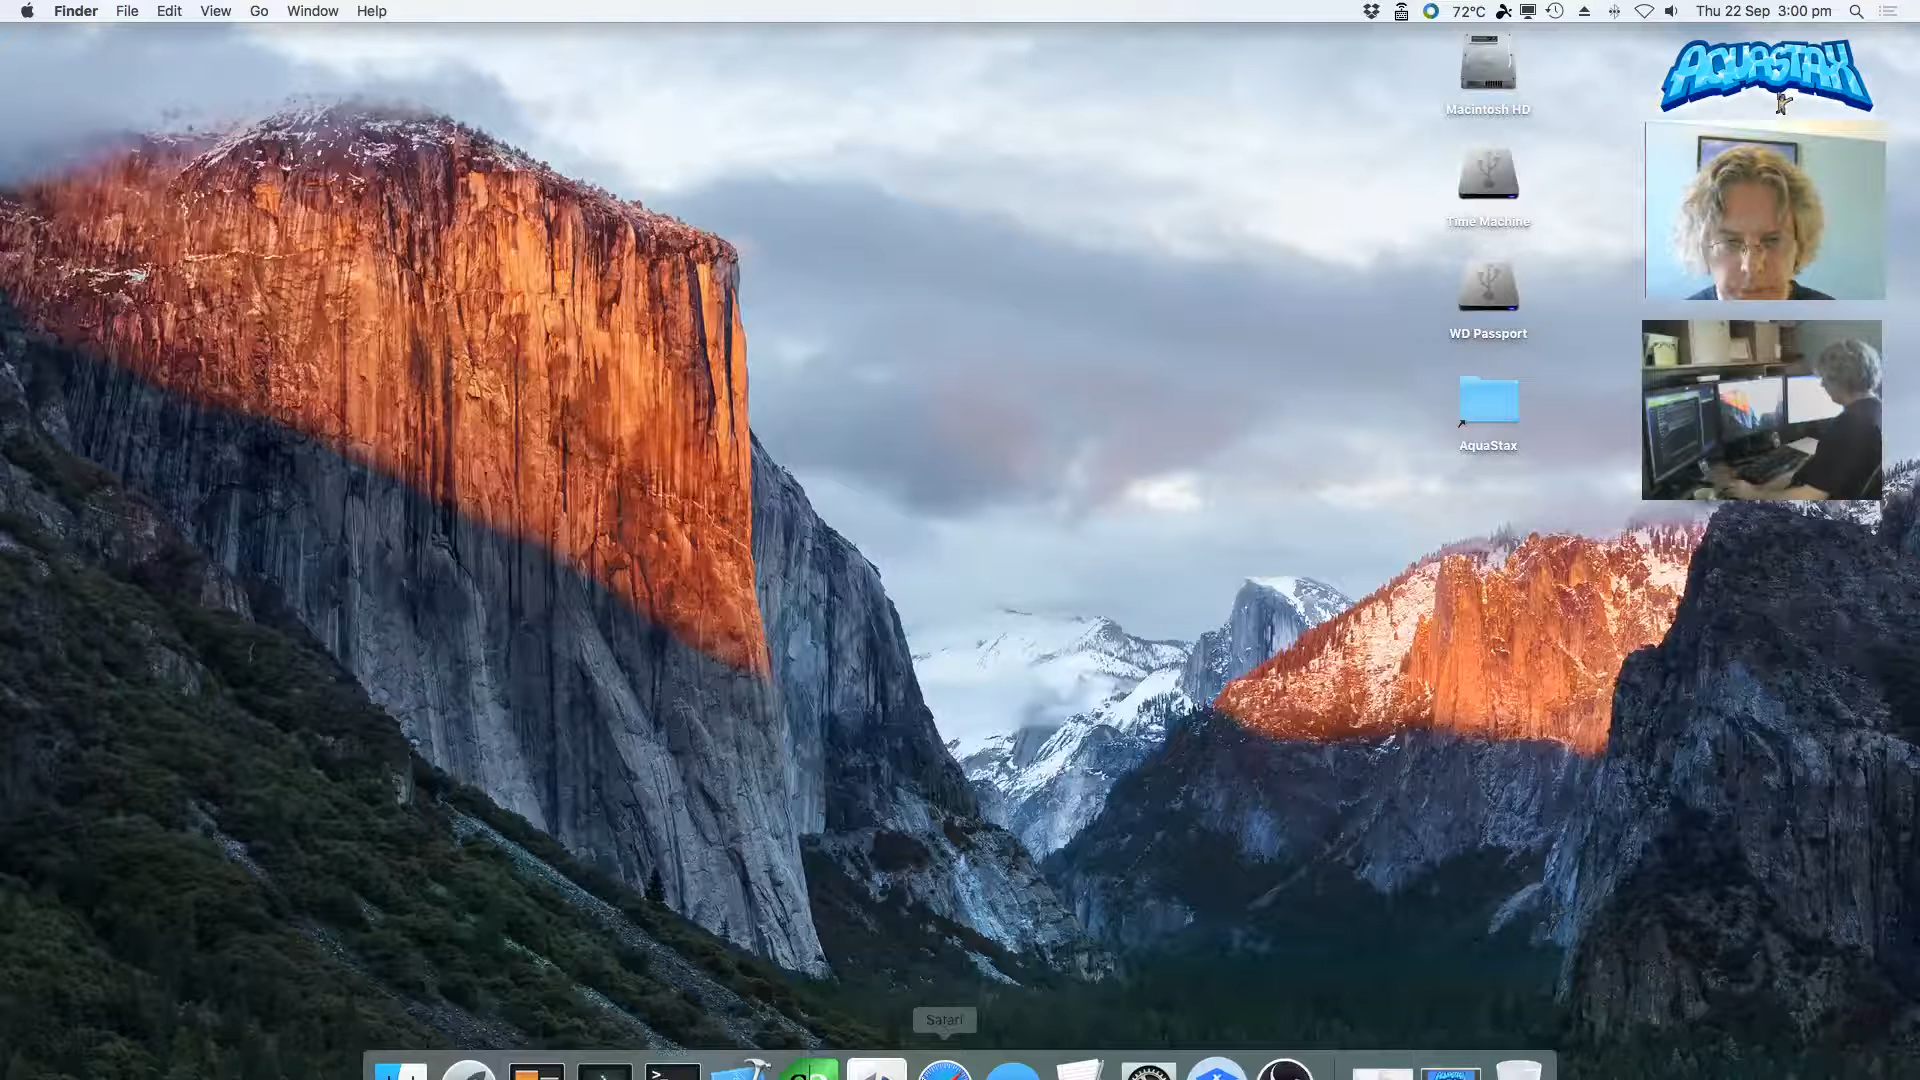 Finder File Edit View Go Window Help 72°C Thu 22 Sep 3:00 pm
AQUASTAX
Macintosh HD
Time Machine
WD Passport
AquaStax
Safari